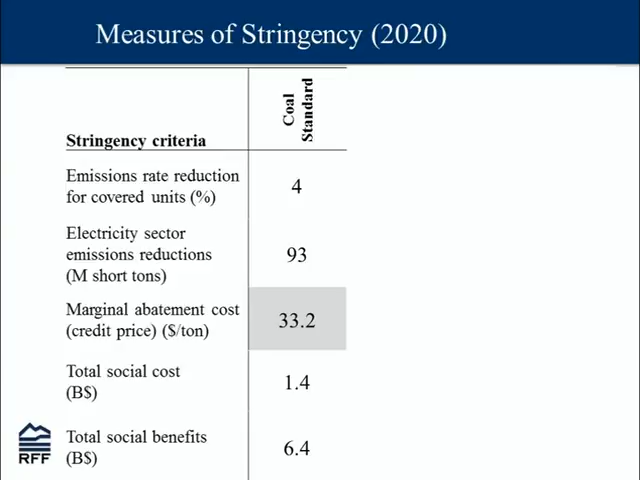 Measures of Stringency (2020)
Stringency criteria
Coal
Standard
Emissions rate reduction
for covered units (%)
4
Electricity sector
emissions reductions
(M short tons)
93
Marginal abatement cost
(credit price) ($/ton)
33.2
Total social cost
(B$)
1.4
Total social benefits
(B$)
6.4
RFF